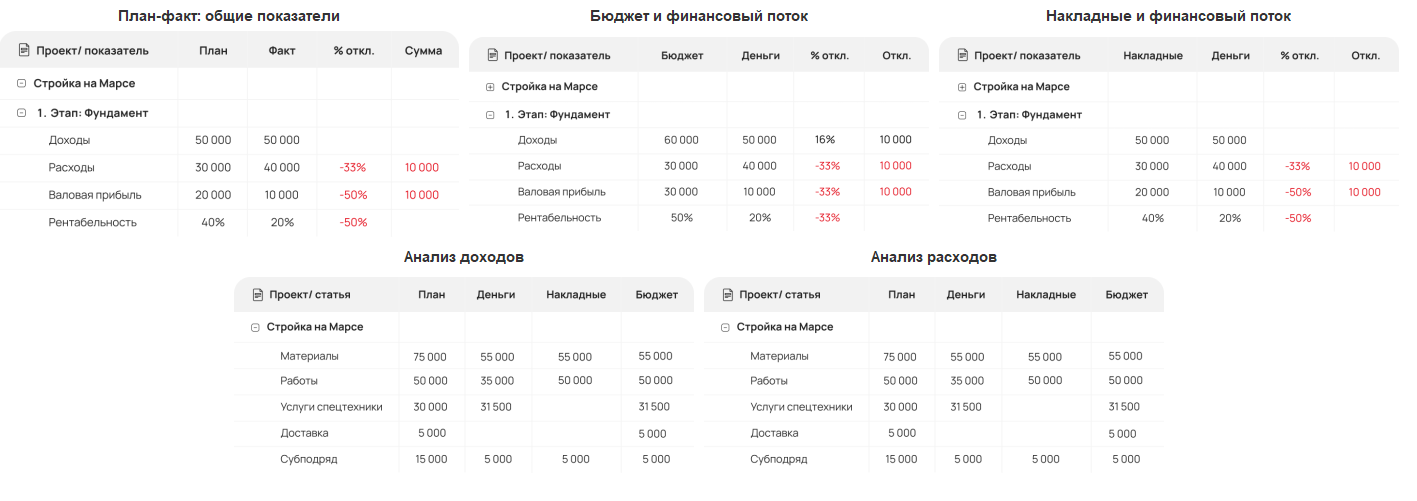 План-факт: общие показатели
Проект/ показатель План Факт % откл. Сумма
Стройка на Марсе
1. Этап: Фундамент
Доходы 50 000 50 000
Расходы 30 000 40 000 -33% 10 000
Валовая прибыль 20 000 10 000 -50% 10 000
Рентабельность 40% 20% -50%
Бюджет и финансовый поток
Проект/ показатель Бюджет Деньги % откл. Откл.
Стройка на Марсе
1. Этап: Фундамент
Доходы 60 000 50 000 16% 10 000
Расходы 30 000 40 000 -33% 10 000
Валовая прибыль 30 000 10 000 -33% 10 000
Рентабельность 50% 20% -33%
Накладные и финансовый поток
Проект/ показатель Накладные Деньги % откл. Откл.
Стройка на Марсе
1. Этап: Фундамент
Доходы 50 000 50 000
Расходы 30 000 40 000 -33% 10 000
Валовая прибыль 20 000 10 000 -50% 10 000
Рентабельность 40% 20% -50%
Анализ доходов
Проект/ статья План Деньги Накладные Бюджет
Стройка на Марсе
Материалы 75 000 55 000 55 000 55 000
Работы 50 000 35 000 50 000 50 000
Услуги спецтехники 30 000 31 500 31 500
Доставка 5 000 5 000
Субподряд 15 000 5 000 5 000 5 000
Анализ расходов
Проект/ статья План Деньги Накладные Бюджет
Стройка на Марсе
Материалы 75 000 55 000 55 000 55 000
Работы 50 000 35 000 50 000 50 000
Услуги спецтехники 30 000 31 500 31 500
Доставка 5 000 5 000
Субподряд 15 000 5 000 5 000 5 000